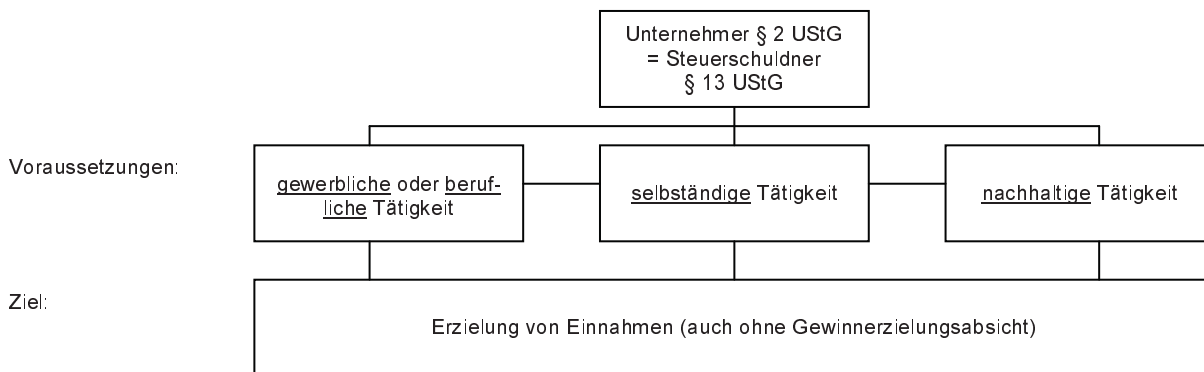 Unternehmer § 2 UStG
= Steuerschuldner
§ 13 UStG
Voraussetzungen:
gewerbliche oder beruf-
liche Tätigkeit
selbständige Tätigkeit
nachhaltige Tätigkeit
Ziel:
Erzielung von Einnahmen (auch ohne Gewinnerzielungsabsicht)